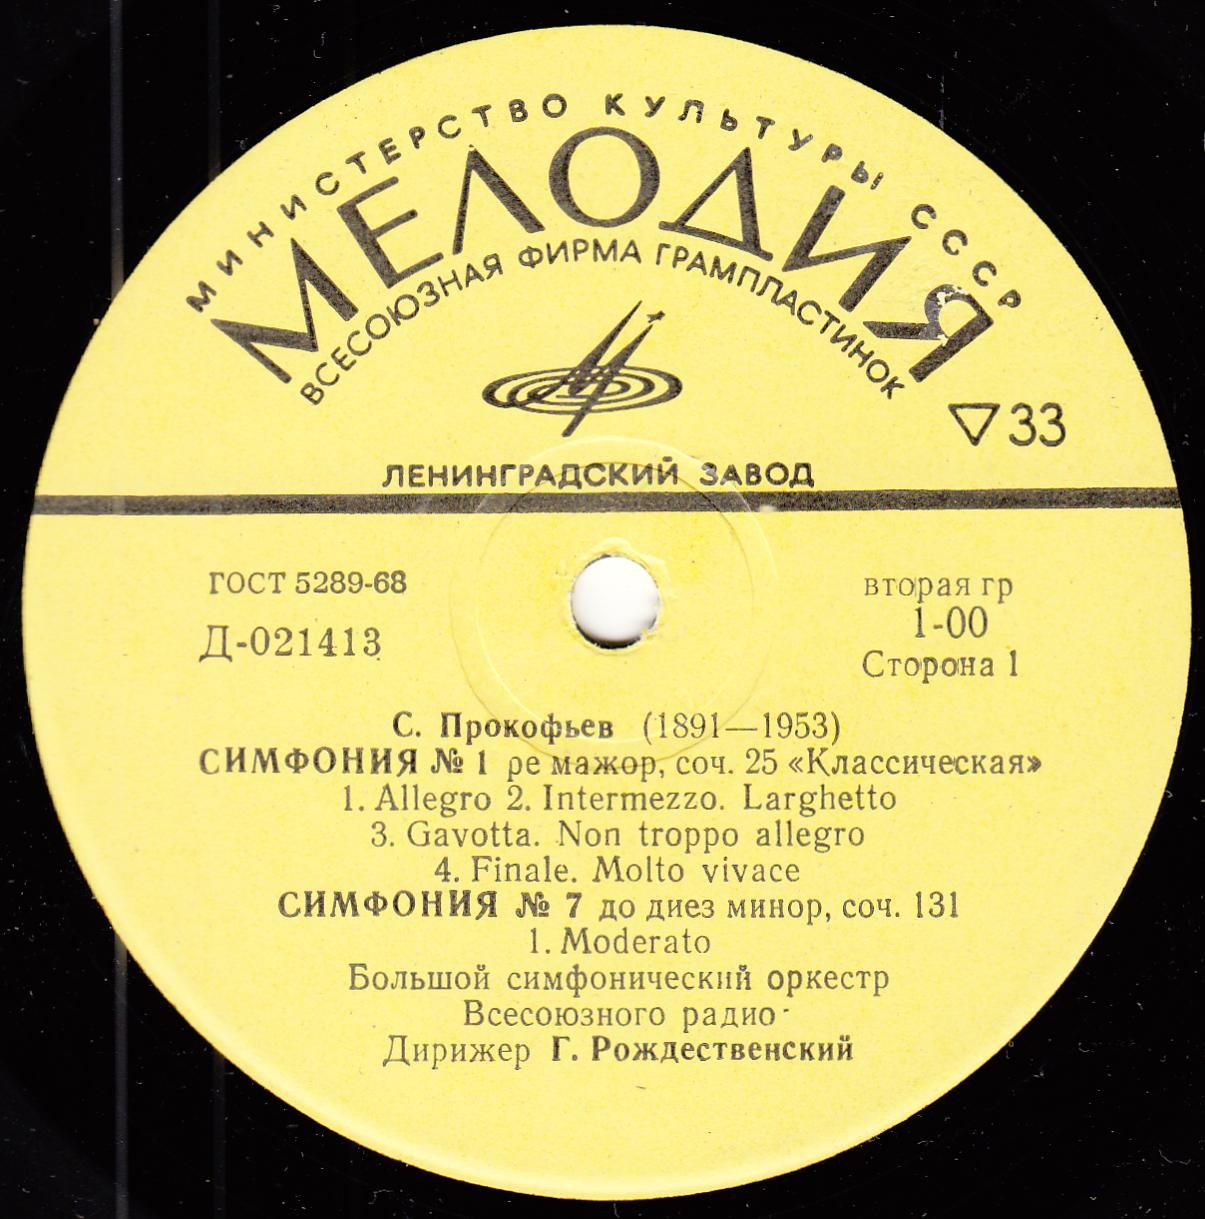 МИНИСТЕРСТВО КУЛЬТУРЫ СССР
МЕЛОДИЯ
ВСЕСОЮЗНАЯ ФИРМА ГРАМПЛАСТИНОК
▽33
ЛЕНИНГРАДСКИЙ ЗАВОД
ГОСТ 5289-68
Д-021413
вторая гр
1-00
Сторона 1
С. Прокофьев (1891—1953)
СИМФОНИЯ № 1 ре мажор, соч. 25 «Классическая»
1. Allegro 2. Intermezzo. Larghetto
3. Gavotta. Non troppo allegro
4. Finale. Molto vivace
СИМФОНИЯ № 7 до диез минор, соч. 131
1. Moderato
Большой симфонический оркестр
Всесоюзного радио
Дирижер Г. Рождественский